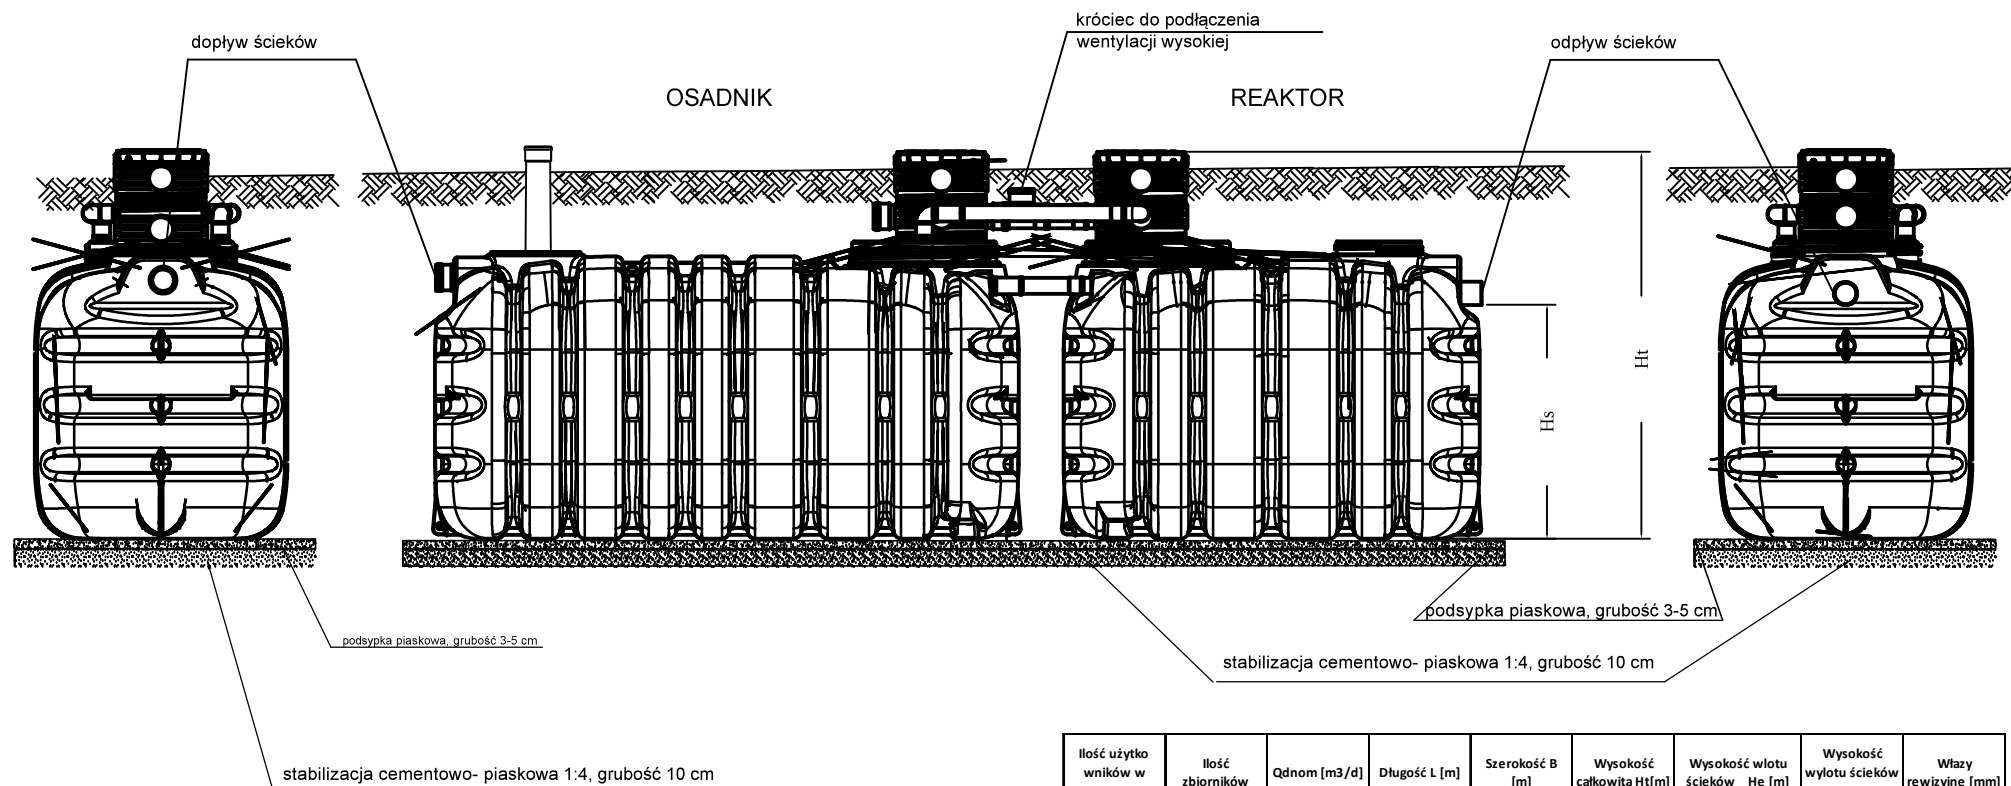 króciec do podłączenia
wentylacji wysokiej
dopływ ścieków
odpływ ścieków
OSADNIK
REAKTOR
Ht
Hs
podsypka piaskowa, grubość 3-5 cm
podsypka piaskowa, grubość 3-5 cm
stabilizacja cementowo- piaskowa 1:4, grubość 10 cm
stabilizacja cementowo- piaskowa 1:4, grubość 10 cm
Ilość użytko
wników w
Ilość
zbiorników
Qdnom [m3/d]
Długość L [m]
Szerokość B
[m]
Wysokość
całkowita Ht[m]
Wysokość wlotu
ścieków He [m]
Wysokość
wylotu ścieków
Włazy
rewizyjne [mm]